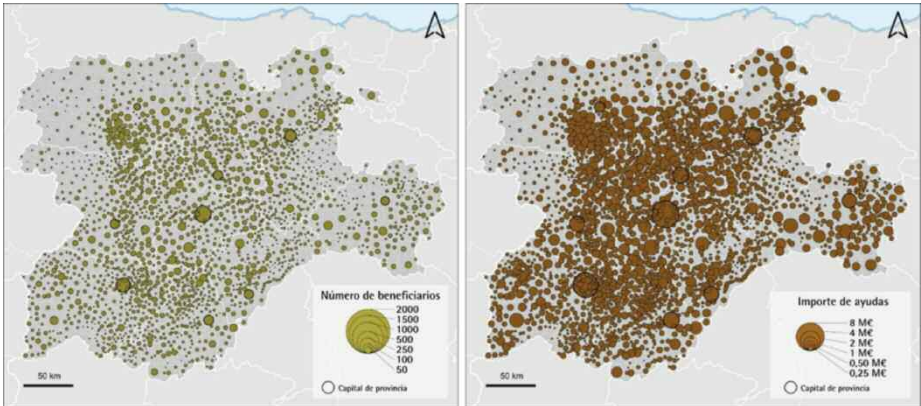 Número de beneficiarios
2000
1500
1000
500
250
100
50
Capital de provincia
50 km
Importe de ayudas
8 M€
4 M€
2 M€
1 M€
0,50 M€
0,25 M€
Capital de provincia
50 km